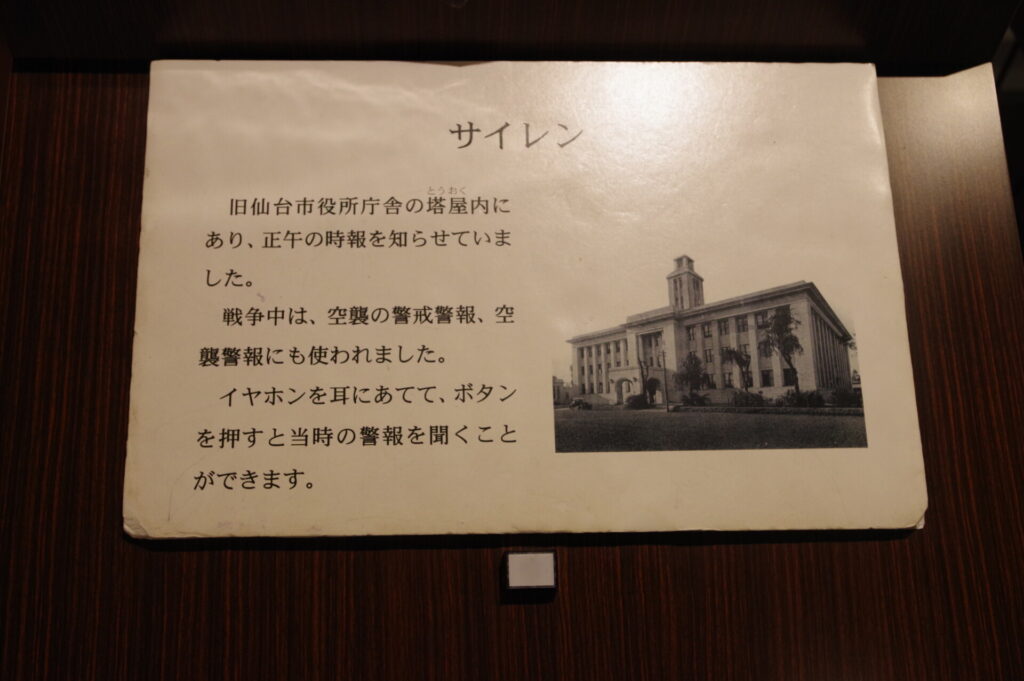 サイレン
とうおく
旧仙台市役所庁舎の塔屋内に
あり、正午の時報を知らせていま
した。
戦争中は、空襲の警戒警報、空
襲警報にも使われました。
イヤホンを耳にあてて、ボタン
を押すと当時の警報を聞くこと
ができます。